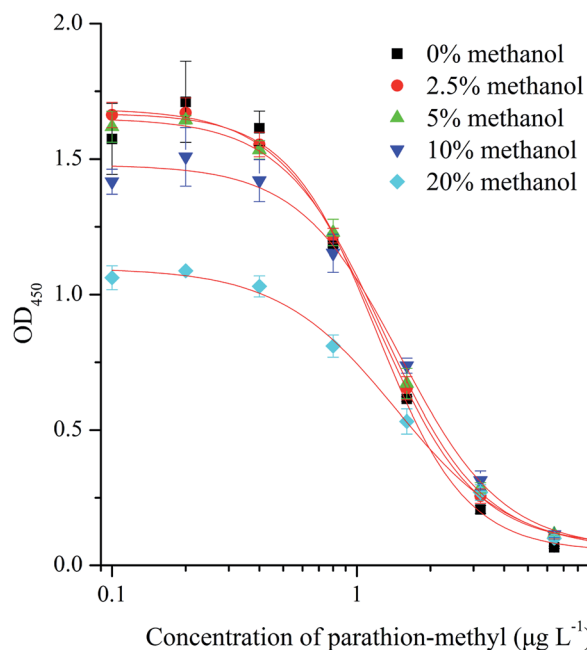 2.0
1.5
1.0
0.5
0.0
OD450
0% methanol
2.5% methanol
5% methanol
10% methanol
20% methanol
0.1
1
Concentration of parathion-methyl (μg L⁻¹)